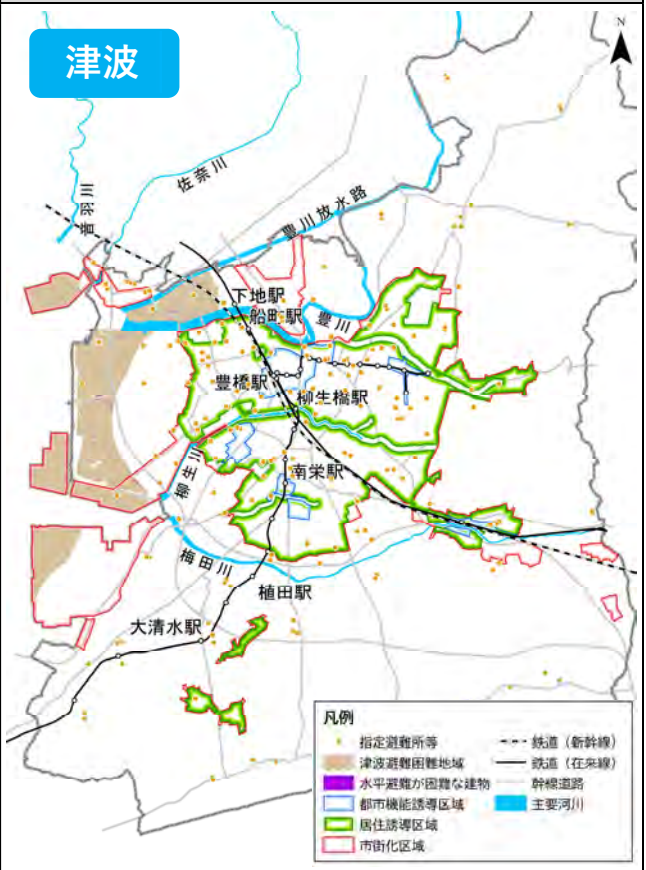 津波
N
音羽川
佐奈川
豊川放水路
下地駅
船町駅
豊川
豊橋駅
柳生橋駅
柳生川
南栄駅
梅田川
植田駅
大清水駅
凡例
指定避難所等
津波避難困難地域
水平避難が困難な建物
都市機能誘導区域
居住誘導区域
市街化区域
鉄道（新幹線）
鉄道（在来線）
幹線道路
主要河川